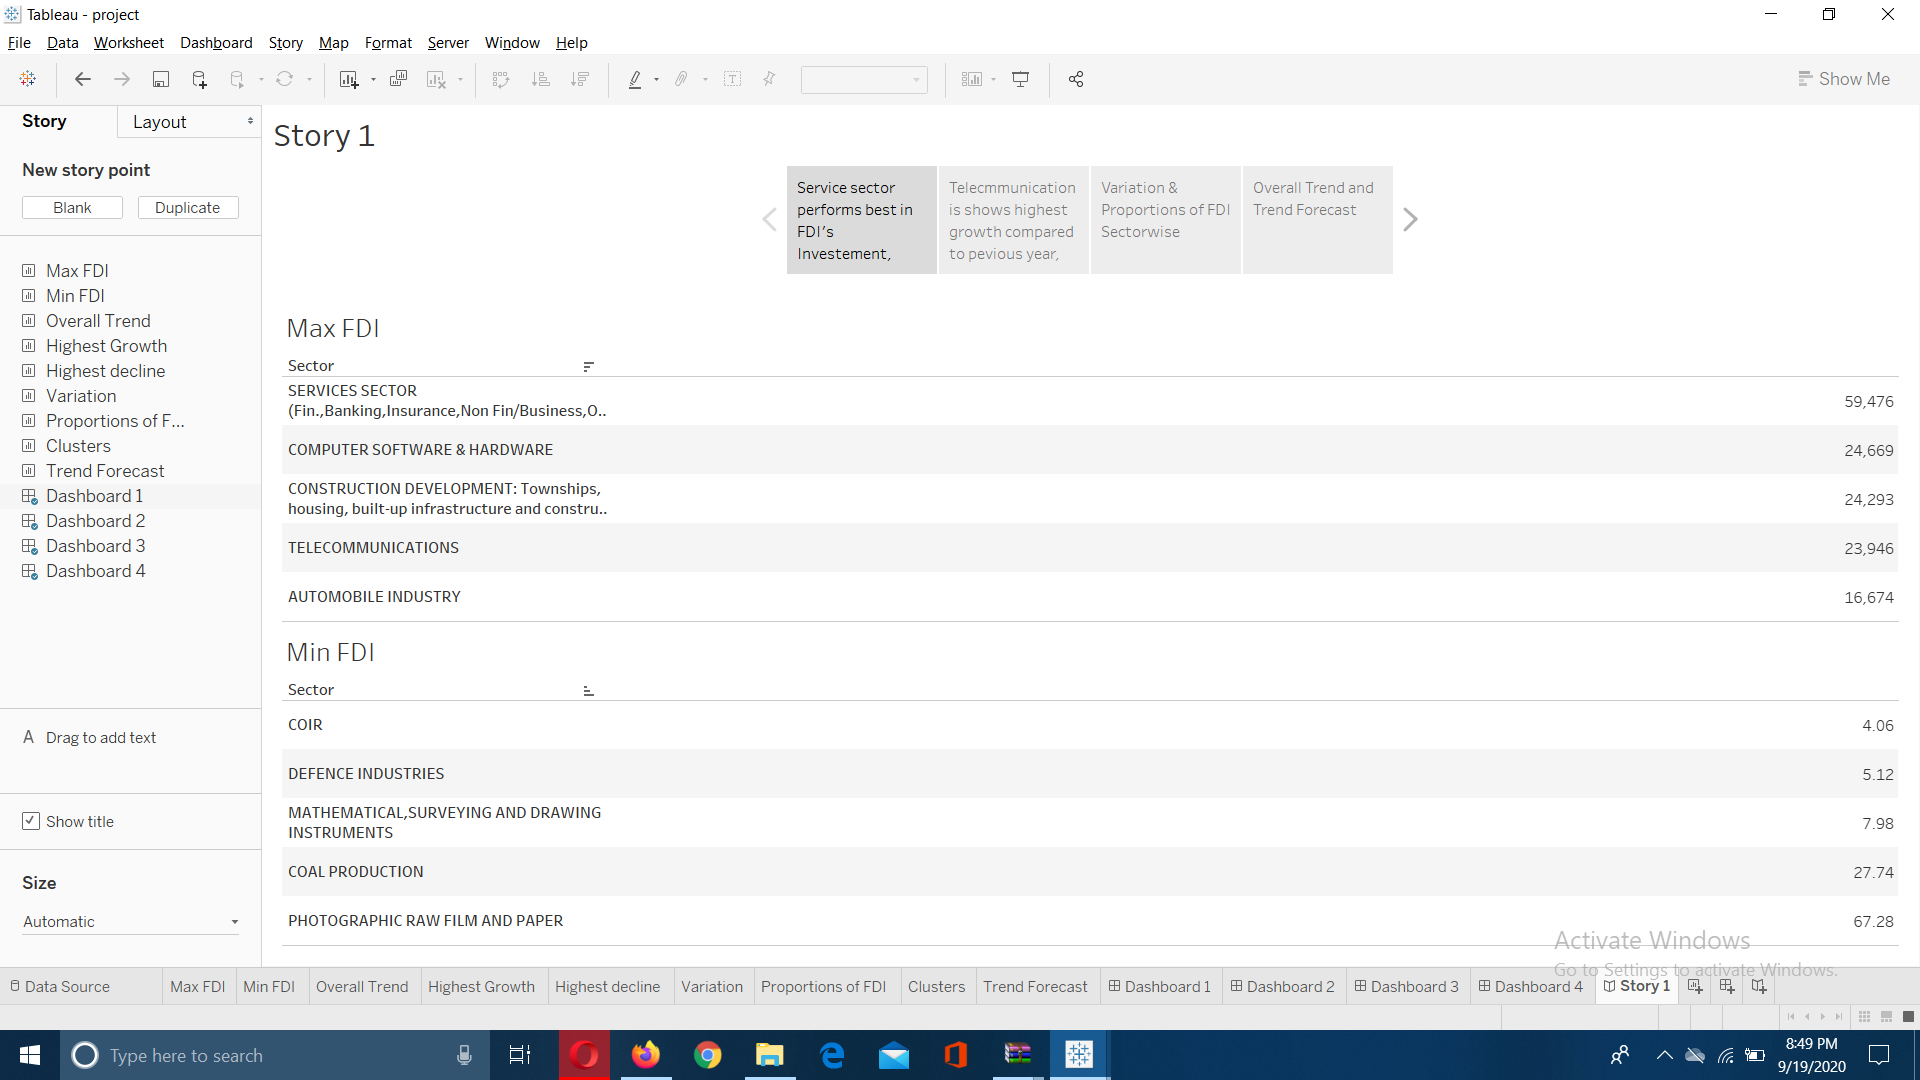 Tableau - project
File Data Worksheet Dashboard Story Map Format Server Window Help
Show Me
Story
Layout
New story point
Blank
Duplicate
Max FDI
Min FDI
Overall Trend
Highest Growth
Highest decline
Variation
Proportions of F...
Clusters
Trend Forecast
Dashboard 1
Dashboard 2
Dashboard 3
Dashboard 4
A Drag to add text
Show title
Size
Automatic
Story 1
Service sector
performs best in
FDI's
Investement,
Telecmmunication
is shows highest
growth compared
to pevious year,
Variation &
Proportions of FDI
Sectorwise
Overall Trend and
Trend Forecast
Max FDI
Sector
SERVICES SECTOR
(Fin.,Banking,Insurance,Non Fin/Business,O..
59,476
COMPUTER SOFTWARE & HARDWARE
24,669
CONSTRUCTION DEVELOPMENT: Townships,
housing, built-up infrastructure and constru..
24,293
TELECOMMUNICATIONS
23,946
AUTOMOBILE INDUSTRY
16,674
Min FDI
Sector
COIR
4.06
DEFENCE INDUSTRIES
5.12
MATHEMATICAL,SURVEYING AND DRAWING
INSTRUMENTS
7.98
COAL PRODUCTION
27.74
PHOTOGRAPHIC RAW FILM AND PAPER
67.28
Activate Windows
Go to Settings to activate Windows.
Data Source Max FDI Min FDI Overall Trend Highest Growth Highest decline Variation Proportions of FDI Clusters Trend Forecast Dashboard 1 Dashboard 2 Dashboard 3 Dashboard 4 Story 1
Type here to search
8:49 PM
9/19/2020